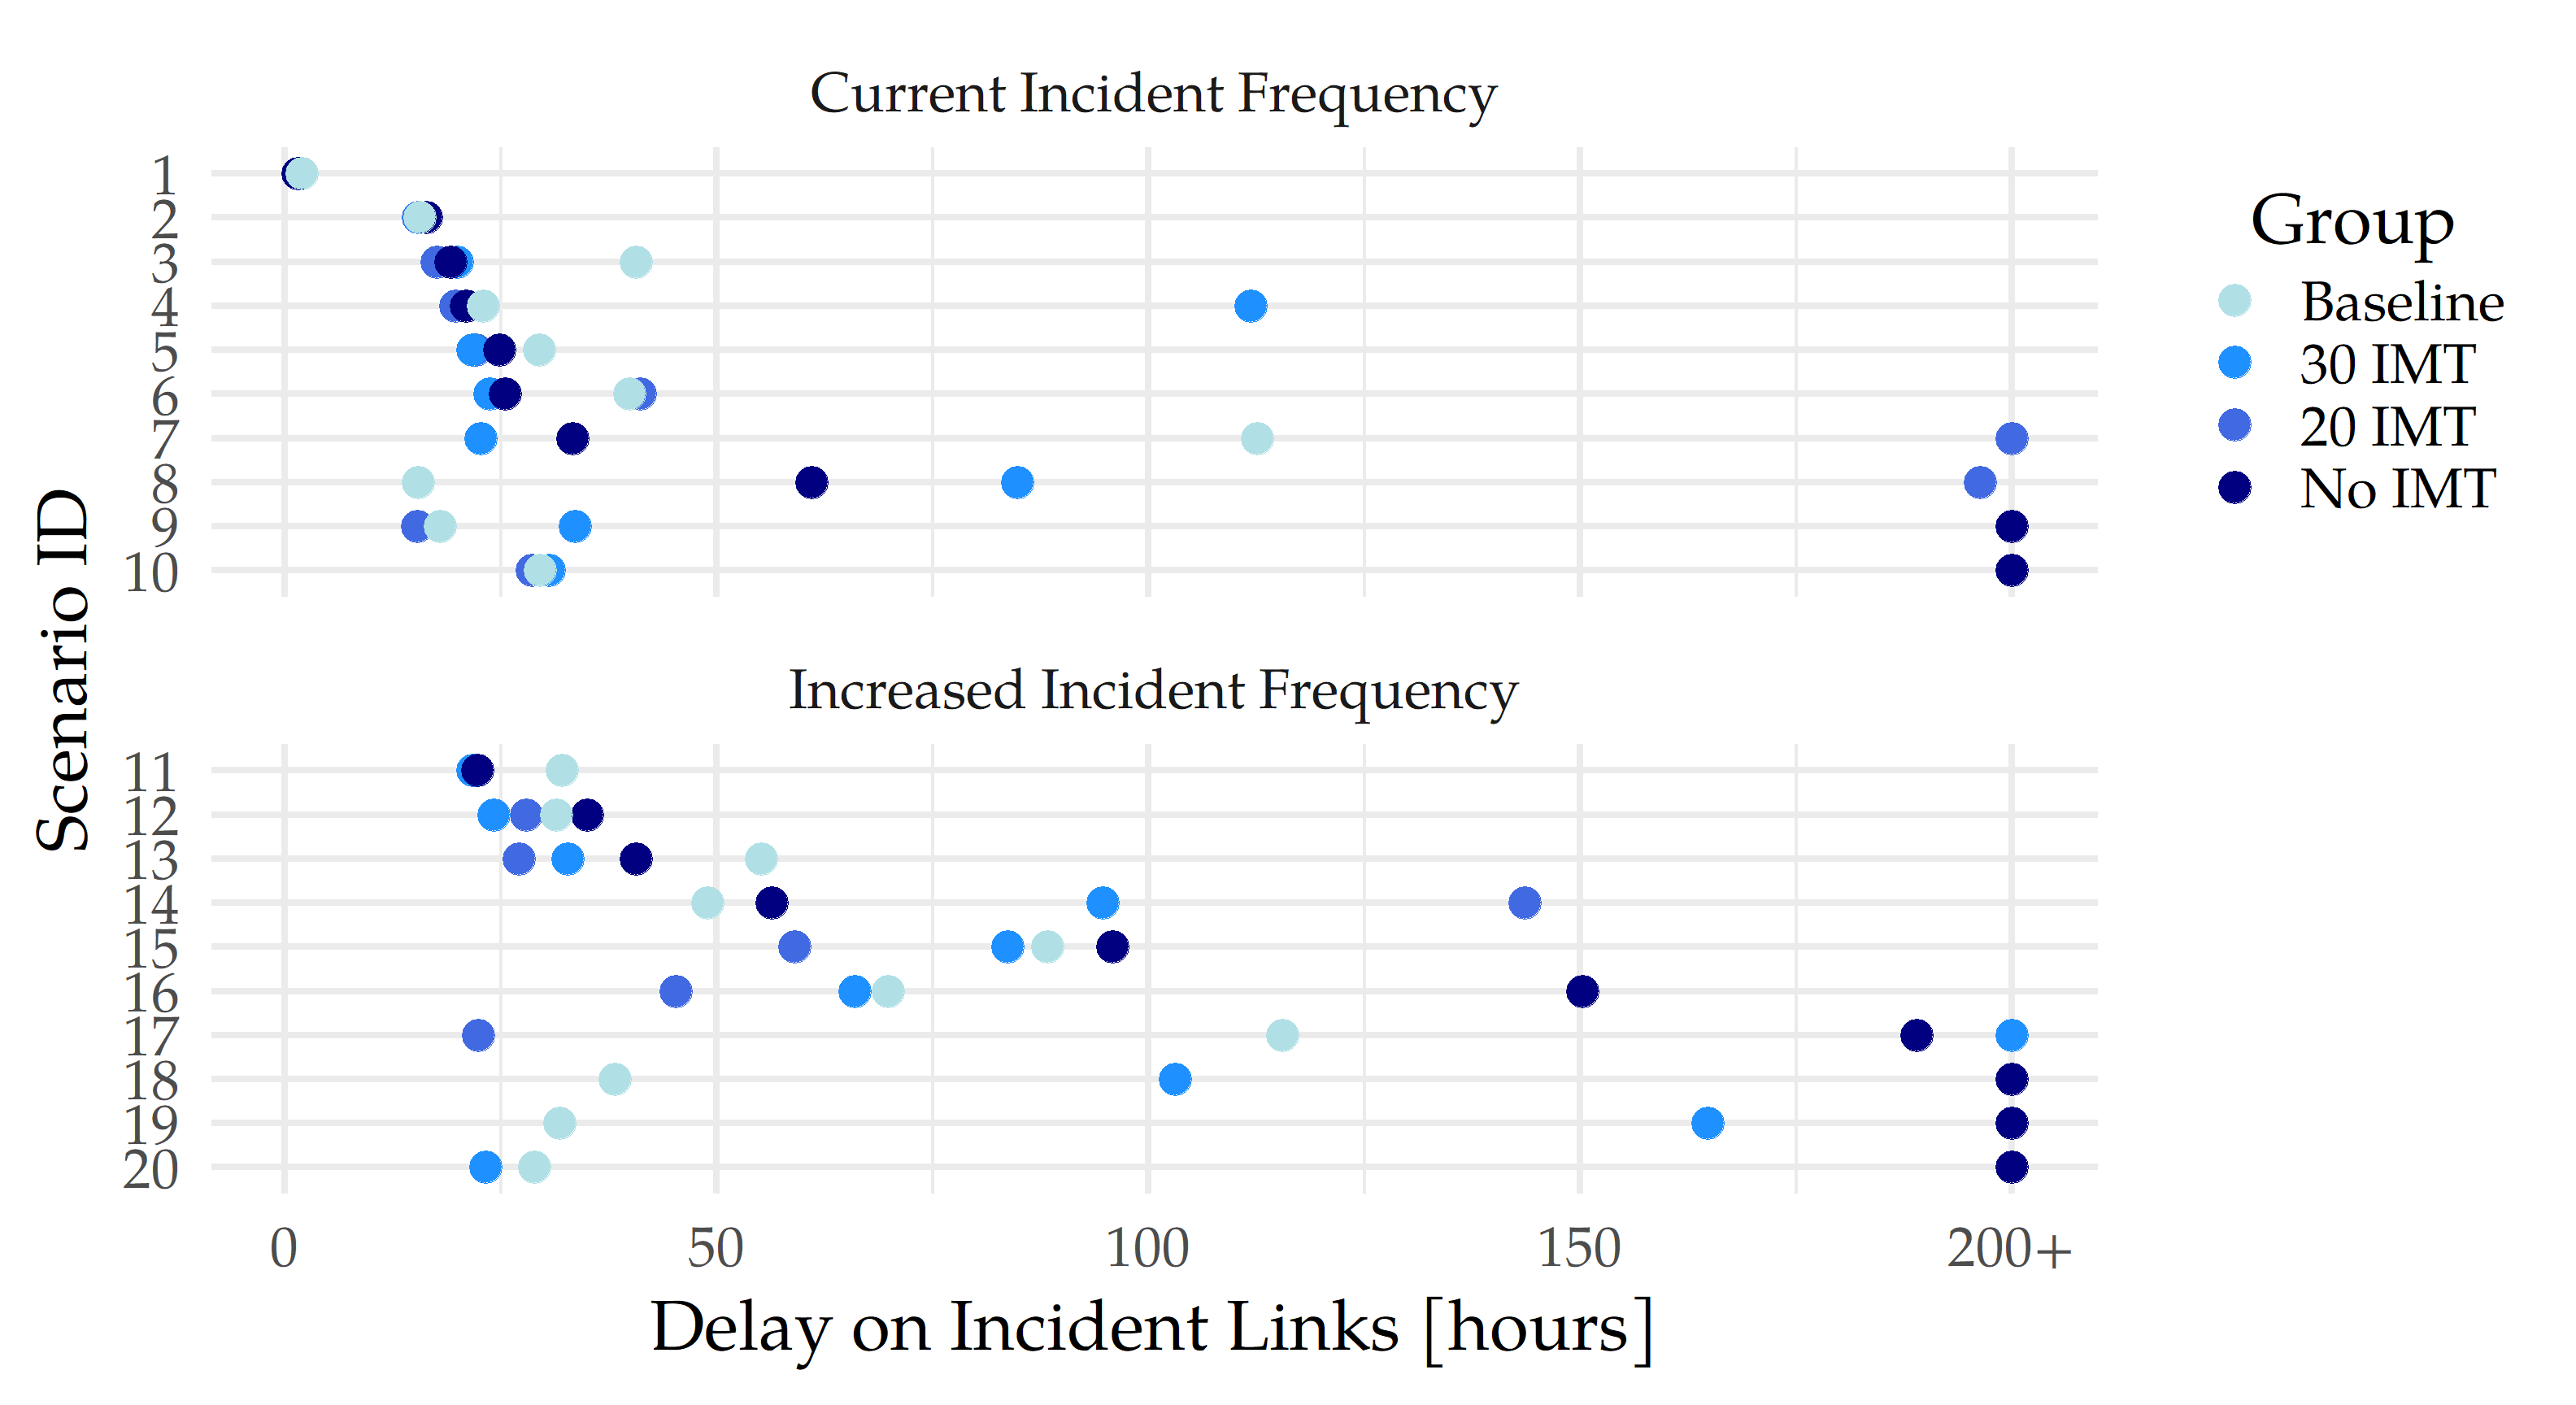 Current Incident Frequency
1
2
3
4
5
6
7
8
9
10
Increased Incident Frequency
11
12
13
14
15
16
17
18
19
20
0 50 100 150 200+
Delay on Incident Links [hours]
Scenario ID
Group
Baseline
30 IMT
20 IMT
No IMT